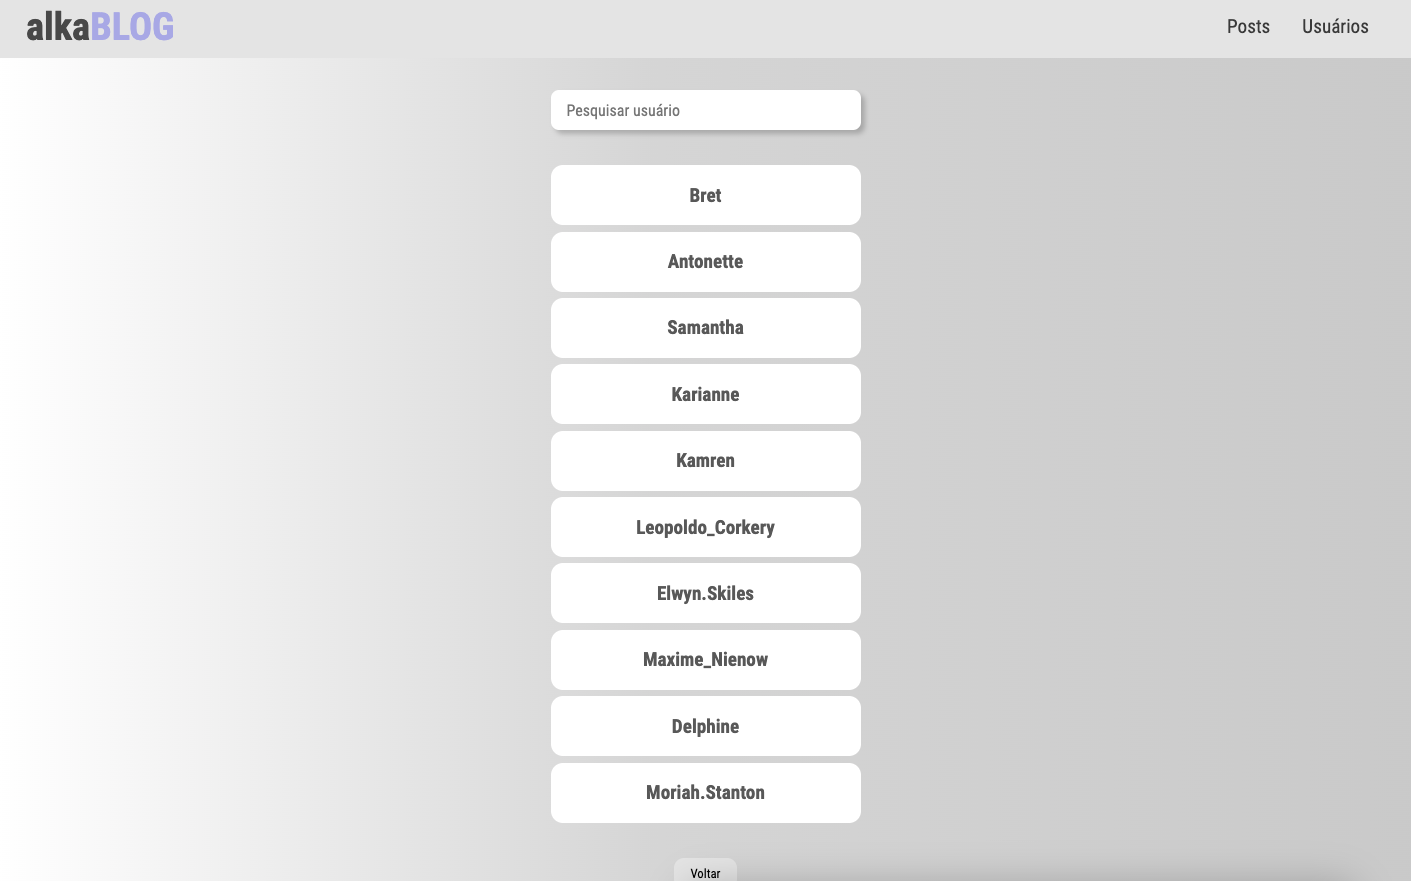 alkaBLOG
Posts
Usuários
Pesquisar usuário
Bret
Antonette
Samantha
Karianne
Kamren
Leopoldo_Corkery
Elwyn.Skiles
Maxime_Nienow
Delphine
Moriah.Stanton
Voltar